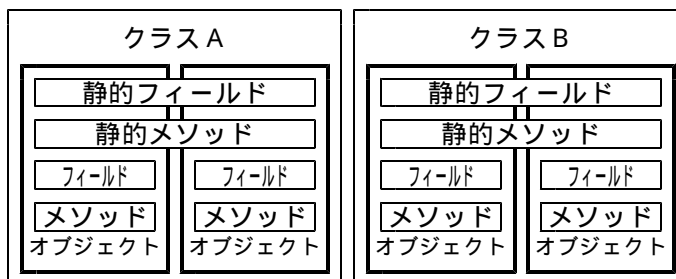 クラスA
静的フィールド
静的メソッド
フィールド フィールド
メソッド メソッド
オブジェクト オブジェクト
クラスB
静的フィールド
静的メソッド
フィールド フィールド
メソッド メソッド
オブジェクト オブジェクト